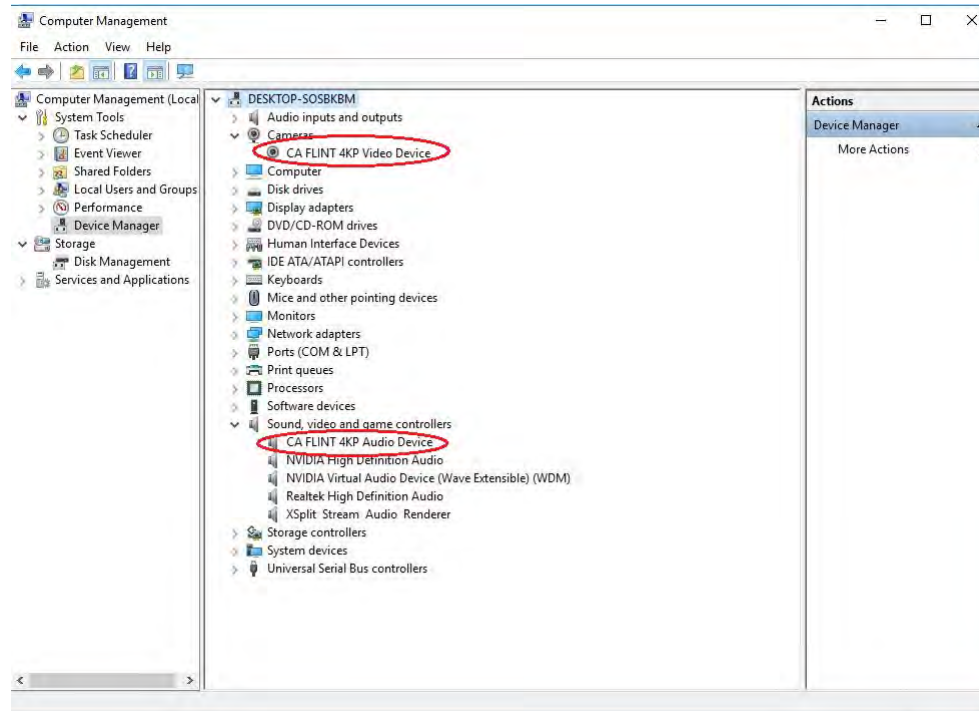 Computer Management
File Action View Help
Computer Management (Local
System Tools
Task Scheduler
Event Viewer
Shared Folders
Local Users and Groups
Performance
Device Manager
Storage
Disk Management
Services and Applications
DESKTOP-SOSBKBM
Audio inputs and outputs
Cameras
CA FLINT 4KP Video Device
Computer
Disk drives
Display adapters
DVD/CD-ROM drives
Human Interface Devices
IDE ATA/ATAPI controllers
Keyboards
Mice and other pointing devices
Monitors
Network adapters
Ports (COM & LPT)
Print queues
Processors
Software devices
Sound, video and game controllers
CA FLINT 4KP Audio Device
NVIDIA High Definition Audio
NVIDIA Virtual Audio Device (Wave Extensible) (WDM)
Realtek High Definition Audio
XSplit Stream Audio Renderer
Storage controllers
System devices
Universal Serial Bus controllers
Actions
Device Manager
More Actions